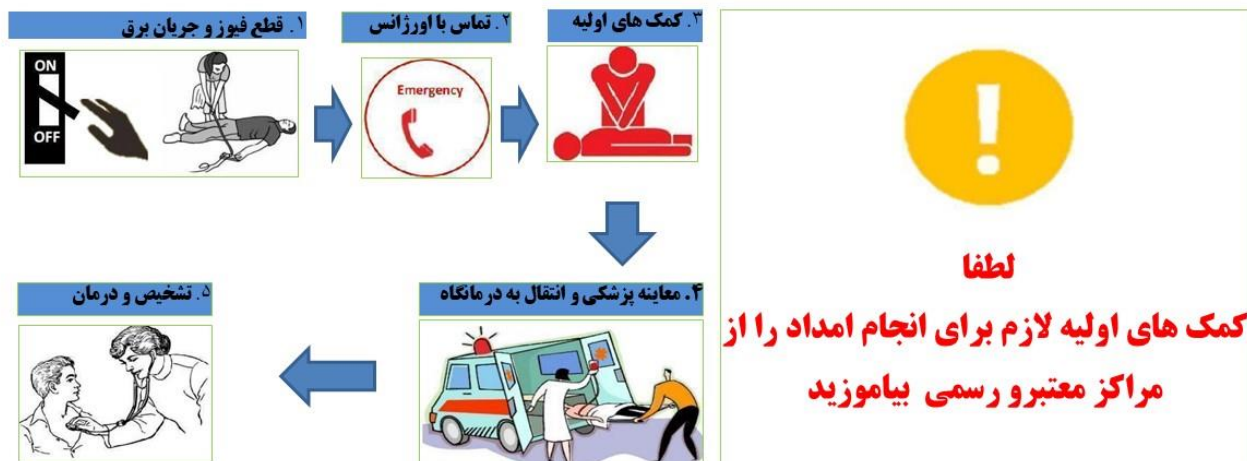 ۱. قطع فیوز و جریان برق
ON
OFF
۲. تماس با اورژانس
Emergency
۳. کمک های اولیه
۴. معاینه پزشکی و انتقال به درمانگاه
۵. تشخیص و درمان
!
لطفا
کمک های اولیه لازم برای انجام امداد را از
مراکز معتبرو رسمی بیاموزید